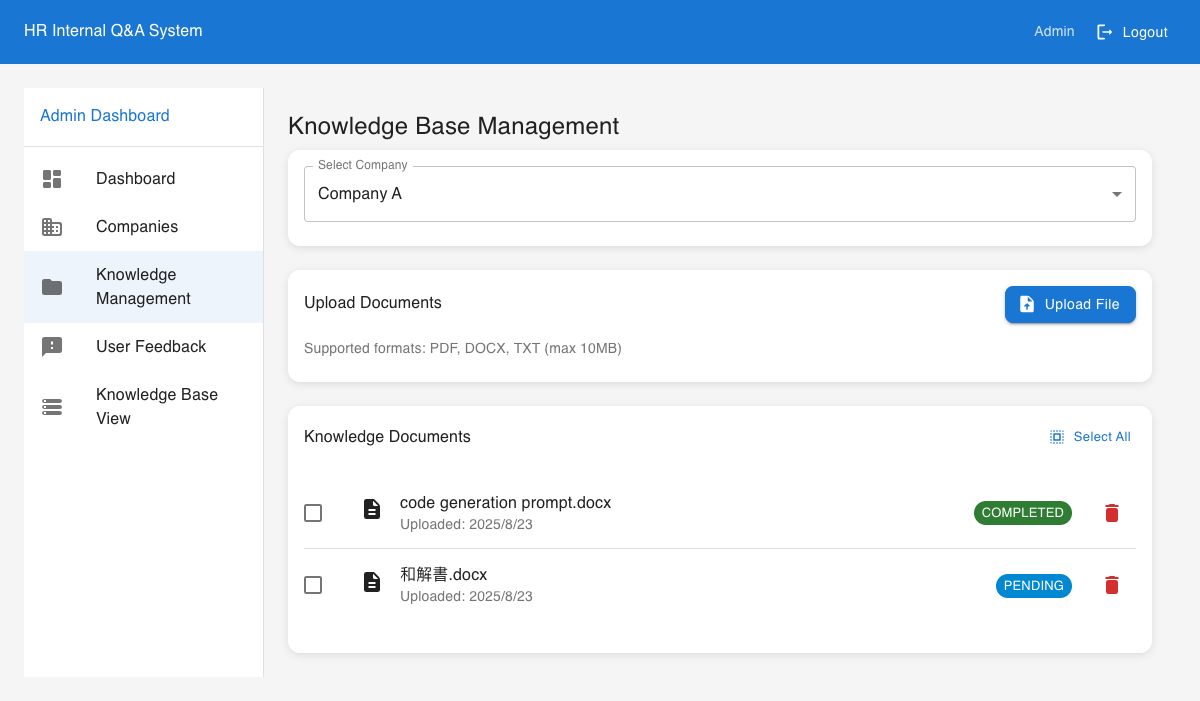 HR Internal Q&A System
Admin
Logout
Admin Dashboard
Dashboard
Companies
Knowledge
Management
User Feedback
Knowledge Base
View
Knowledge Base Management
Select Company
Company A
Upload Documents
Upload File
Supported formats: PDF, DOCX, TXT (max 10MB)
Knowledge Documents
Select All
code generation prompt.docx
Uploaded: 2025/8/23
COMPLETED
和解書.docx
Uploaded: 2025/8/23
PENDING